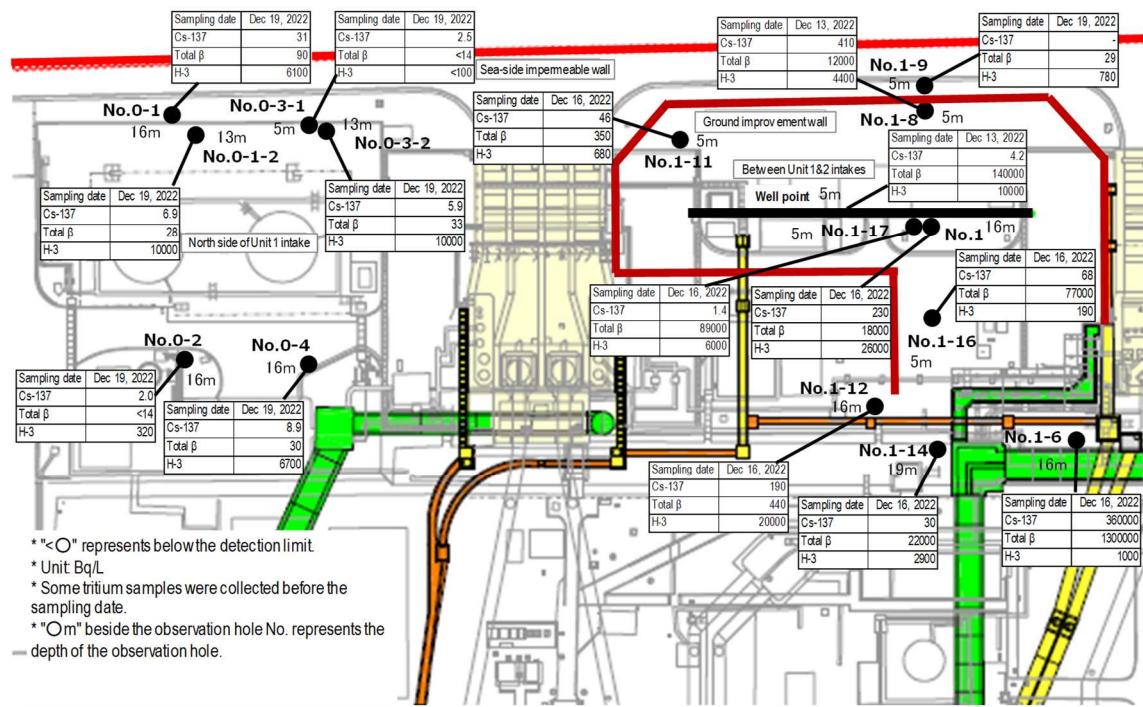 Sampling date Dec 19, 2022
Cs-137 31
Total β 90
H-3 6100
Sampling date Dec 19, 2022
Cs-137 2.5
Total β <14
H-3 <100
Sampling date Dec 13, 2022
Cs-137 410
Total β 12000
H-3 4400
Sampling date Dec 19, 2022
Cs-137 -
Total β 29
H-3 780
Sea-side impermeable wall
No.0-1
16m
13m
No.0-1-2
No.0-3-1
5m
13m
No.0-3-2
Sampling date Dec 16, 2022
Cs-137 46
Total β 350
H-3 680
5m
No.1-11
Ground improvement wall
No.1-9
5m
No.1-8
5m
Sampling date Dec 13, 2022
Cs-137 4.2
Total β 140000
H-3 10000
Between Unit 1&2 intakes
Well point 5m
Sampling date Dec 19, 2022
Cs-137 6.9
Total β 28
H-3 10000
North side of Unit 1 intake
Sampling date Dec 19, 2022
Cs-137 5.9
Total β 33
H-3 10000
5m
No.1-17
No.1
16m
Sampling date Dec 16, 2022
Cs-137 68
Total β 77000
H-3 190
Sampling date Dec 16, 2022
Cs-137 1.4
Total β 89000
H-3 6000
Sampling date Dec 16, 2022
Cs-137 230
Total β 18000
H-3 26000
No.1-16
5m
No.0-2
16m
No.0-4
16m
Sampling date Dec 19, 2022
Cs-137 2.0
Total β <14
H-3 320
Sampling date Dec 19, 2022
Cs-137 8.9
Total β 30
H-3 6700
No.1-12
16m
No.1-14
19m
No.1-6
16m
Sampling date Dec 16, 2022
Cs-137 190
Total β 440
H-3 20000
Sampling date Dec 16, 2022
Cs-137 30
Total β 22000
H-3 2900
Sampling date Dec 16, 2022
Cs-137 360000
Total β 1300000
H-3 1000
* "<○" represents below the detection limit.
* Unit: Bq/L
* Some tritium samples were collected before the
sampling date.
* "○m" beside the observation hole No. represents the
depth of the observation hole.